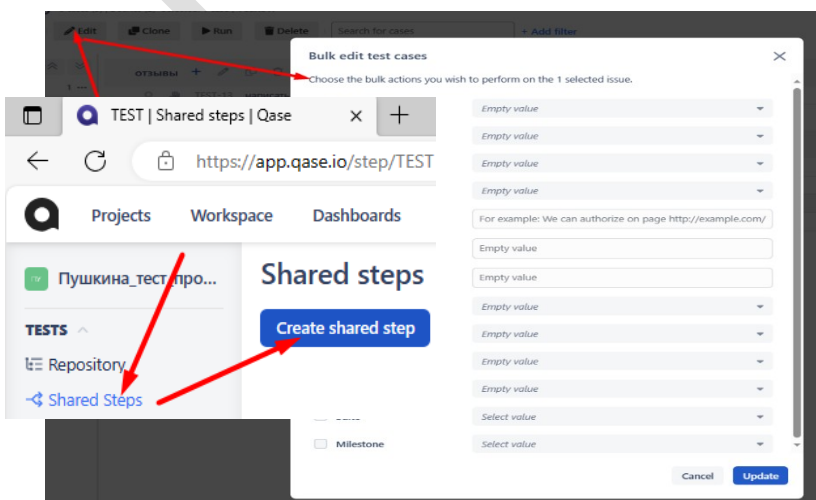 Edit Clone Run Delete Search for cases + Add filter
Bulk edit test cases
Choose the bulk actions you wish to perform on the 1 selected issue.
отзывы +
1 ...
TEST-13
TEST | Shared steps | Qase
https://app.qase.io/step/TEST
Projects Workspace Dashboards
Пушкина_тест_про...
TESTS
Repository
Shared Steps
Shared steps
Create shared step
Empty value
Empty value
Empty value
Empty value
For example: We can authorize on page http://example.com/
Empty value
Empty value
Empty value
Empty value
Empty value
Empty value
Select value
Milestone Select value
Cancel Update